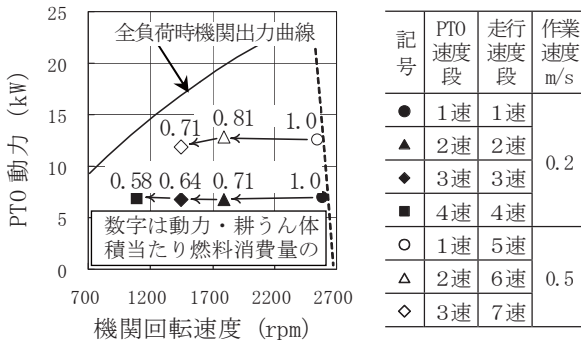 全負荷時機関出力曲線
PTO 動力 (kW)
25
20
15
10
5
0
0.71
0.81
1.0
0.58
0.64
0.71
1.0
数字は動力・耕うん体
積当たり燃料消費量の
700
1200
1700
2200
2700
機関回転速度 (rpm)
記号 PTO速度段 走行速度段 作業速度 m/s
● 1速 1速 0.2
▲ 2速 2速
◆ 3速 3速
■ 4速 4速
○ 1速 5速 0.5
△ 2速 6速
◇ 3速 7速